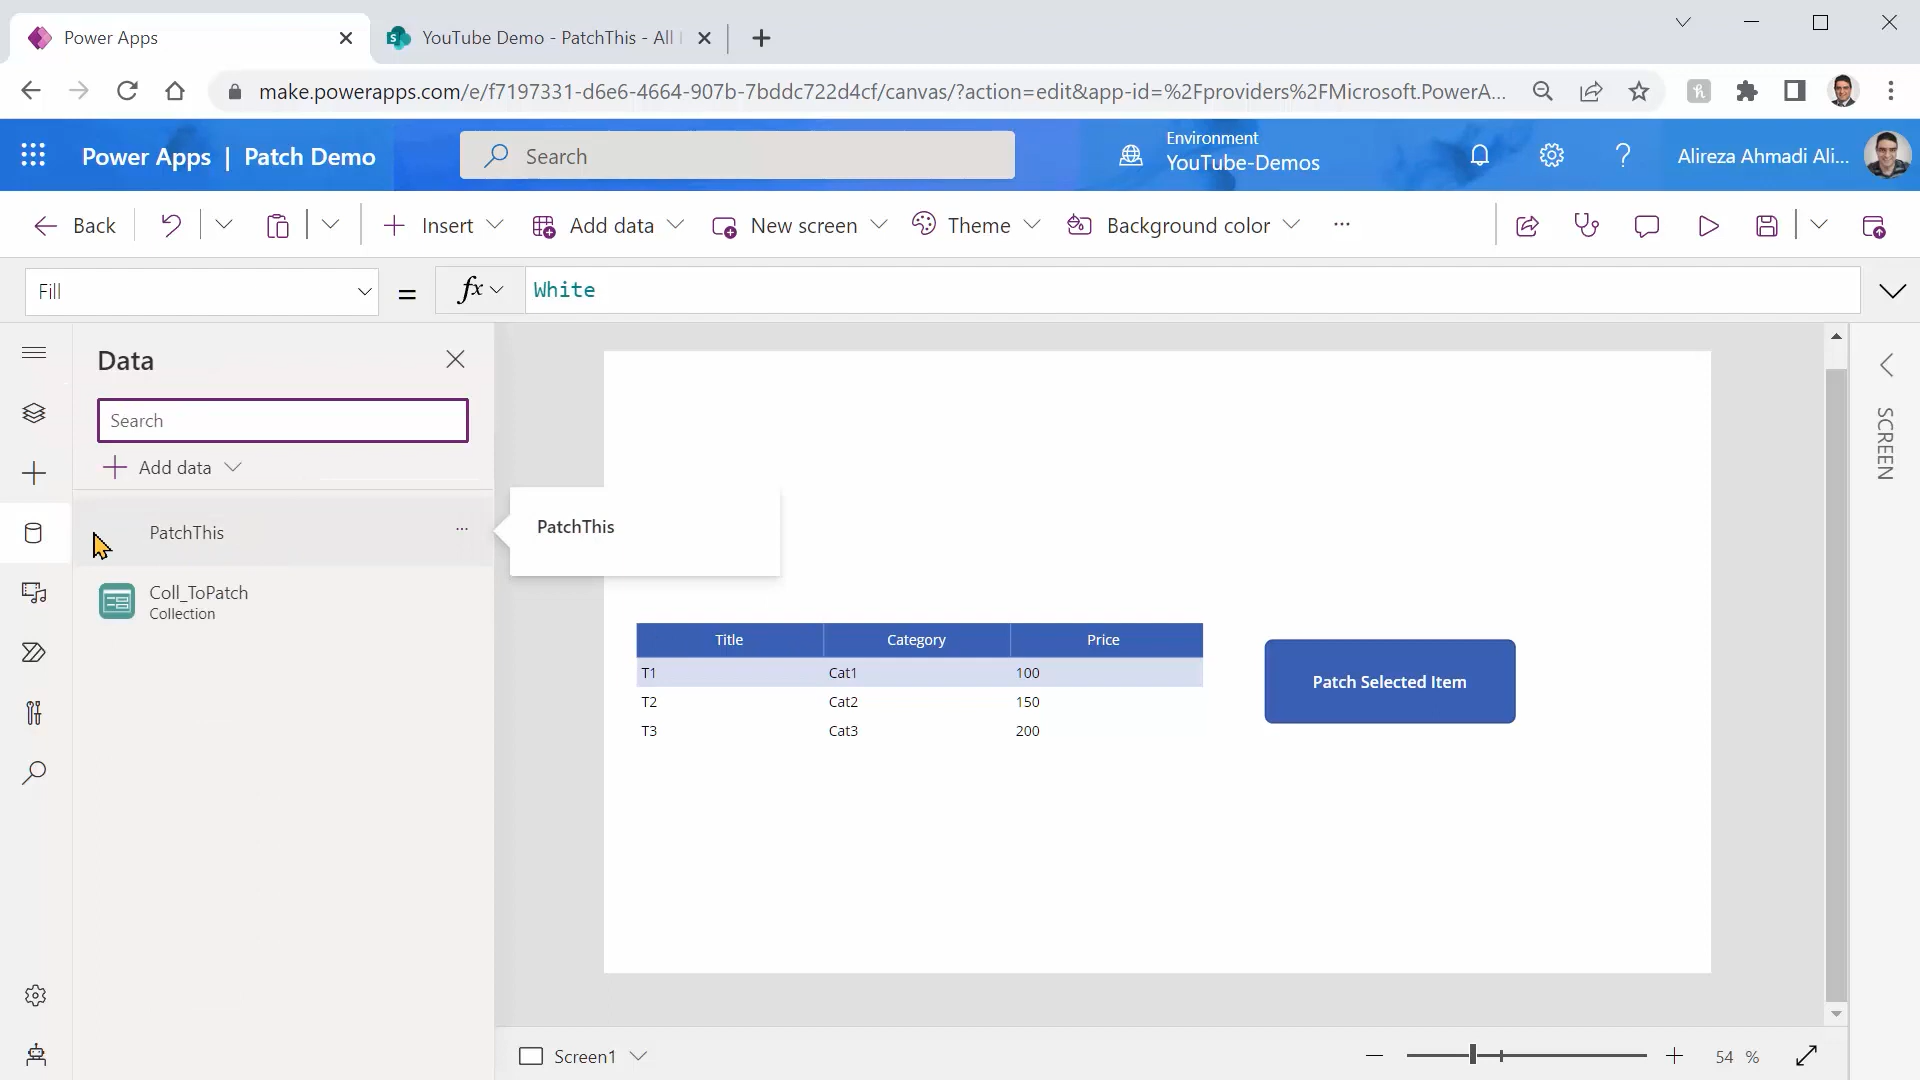 Power Apps
YouTube Demo - PatchThis - All
make.powerapps.com/e/f7197331-d6e6-4664-907b-7bddc722d4cf/canvas/?action=edit&app-id=%2Fproviders%2FMicrosoft.PowerA...
Power Apps | Patch Demo
Search
Environment
YouTube-Demos
Alireza Ahmadi Ali...
Back
Insert
Add data
New screen
Theme
Background color
Fill
=
fx
White
Data
Search
Add data
PatchThis
PatchThis
Coll_ToPatch
Collection
SCREEN
Title Category Price
T1 Cat1 100
T2 Cat2 150
T3 Cat3 200
Patch Selected Item
Screen1
54 %